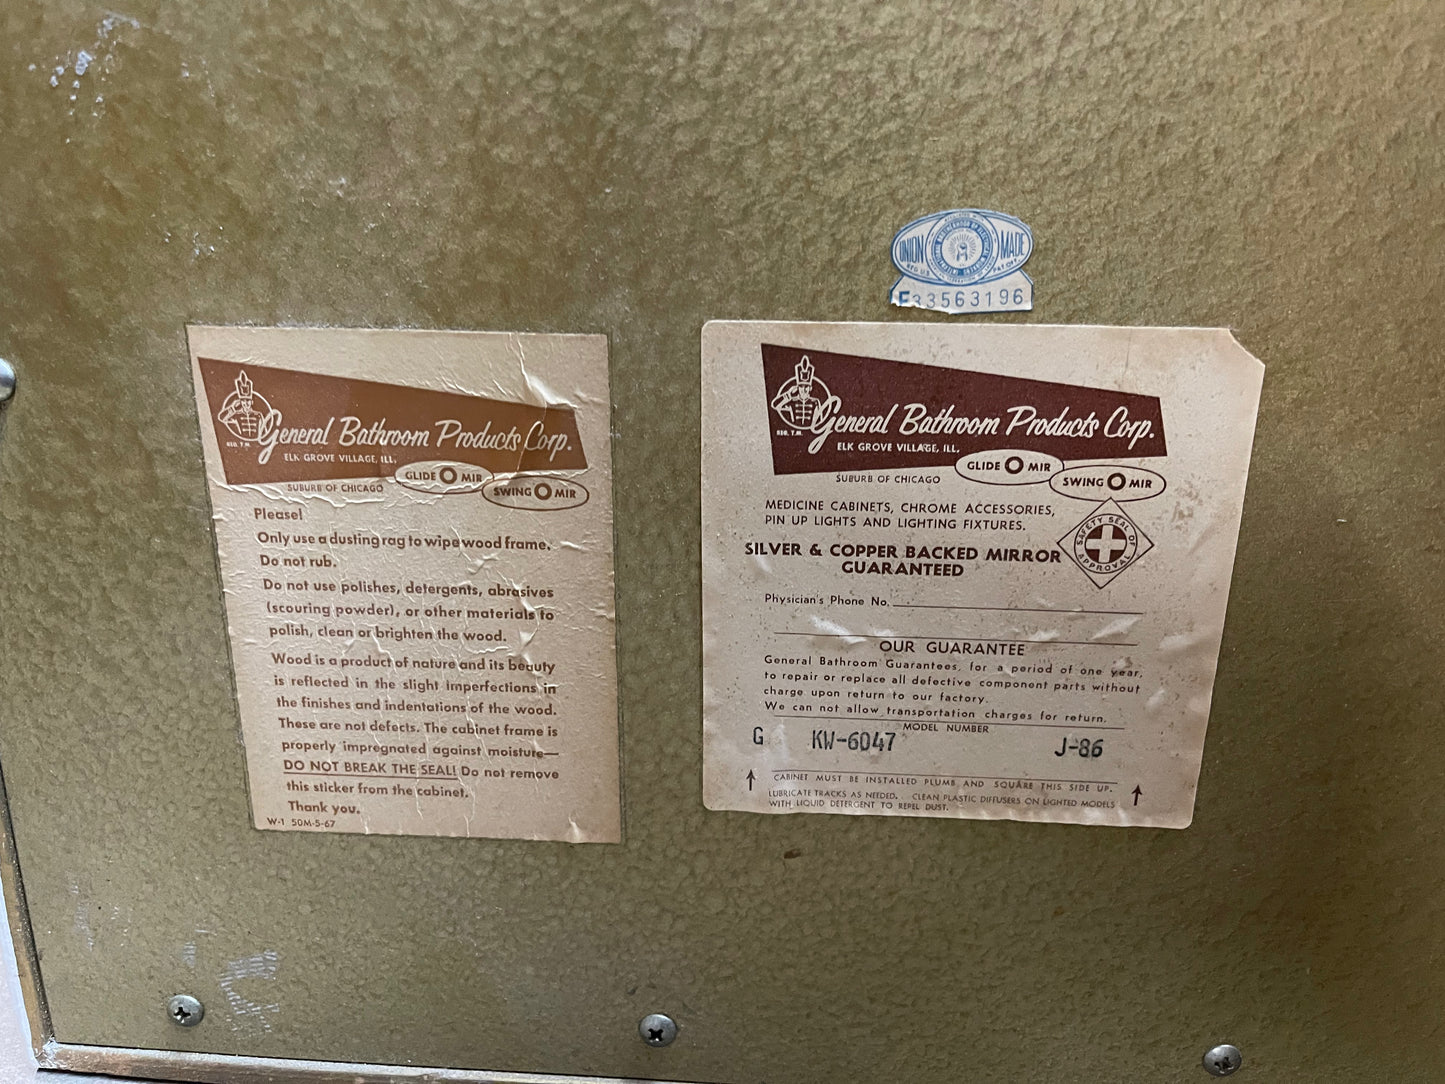 UNION MADE
REG U.S. PAT. OFF.
F33563196
REG. T.M.
General Bathroom Products Corp.
ELK GROVE VILLAGE, ILL.
SUBURB OF CHICAGO
GLIDE O MIR
SWING O MIR
Please!
Only use a dusting rag to wipe wood frame.
Do not rub.
Do not use polishes, detergents, abrasives
(scouring powder), or other materials to
polish, clean or brighten the wood.
Wood is a product of nature and its beauty
is reflected in the slight imperfections in
the finishes and indentations of the wood.
These are not defects. The cabinet frame is
properly impregnated against moisture—
DO NOT BREAK THE SEAL! Do not remove
this sticker from the cabinet.
Thank you.
W-1 50M-5-67
REG. T.M.
General Bathroom Products Corp.
ELK GROVE VILLAGE, ILL.
SUBURB OF CHICAGO
GLIDE O MIR
SWING O MIR
MEDICINE CABINETS, CHROME ACCESSORIES,
PIN UP LIGHTS AND LIGHTING FIXTURES.
SAFETY SEAL OF APPROVAL
SILVER & COPPER BACKED MIRROR
GUARANTEED
Physician's Phone No.
OUR GUARANTEE
General Bathroom Guarantees, for a period of one year,
to repair or replace all defective component parts without
charge upon return to our factory.
We can not allow transportation charges for return.
MODEL NUMBER
G KW-6047 J-86
CABINET MUST BE INSTALLED PLUMB AND SQUARE THIS SIDE UP.
LUBRICATE TRACKS AS NEEDED. CLEAN PLASTIC DIFFUSERS ON LIGHTED MODELS
WITH LIQUID DETERGENT TO REPEL DUST.